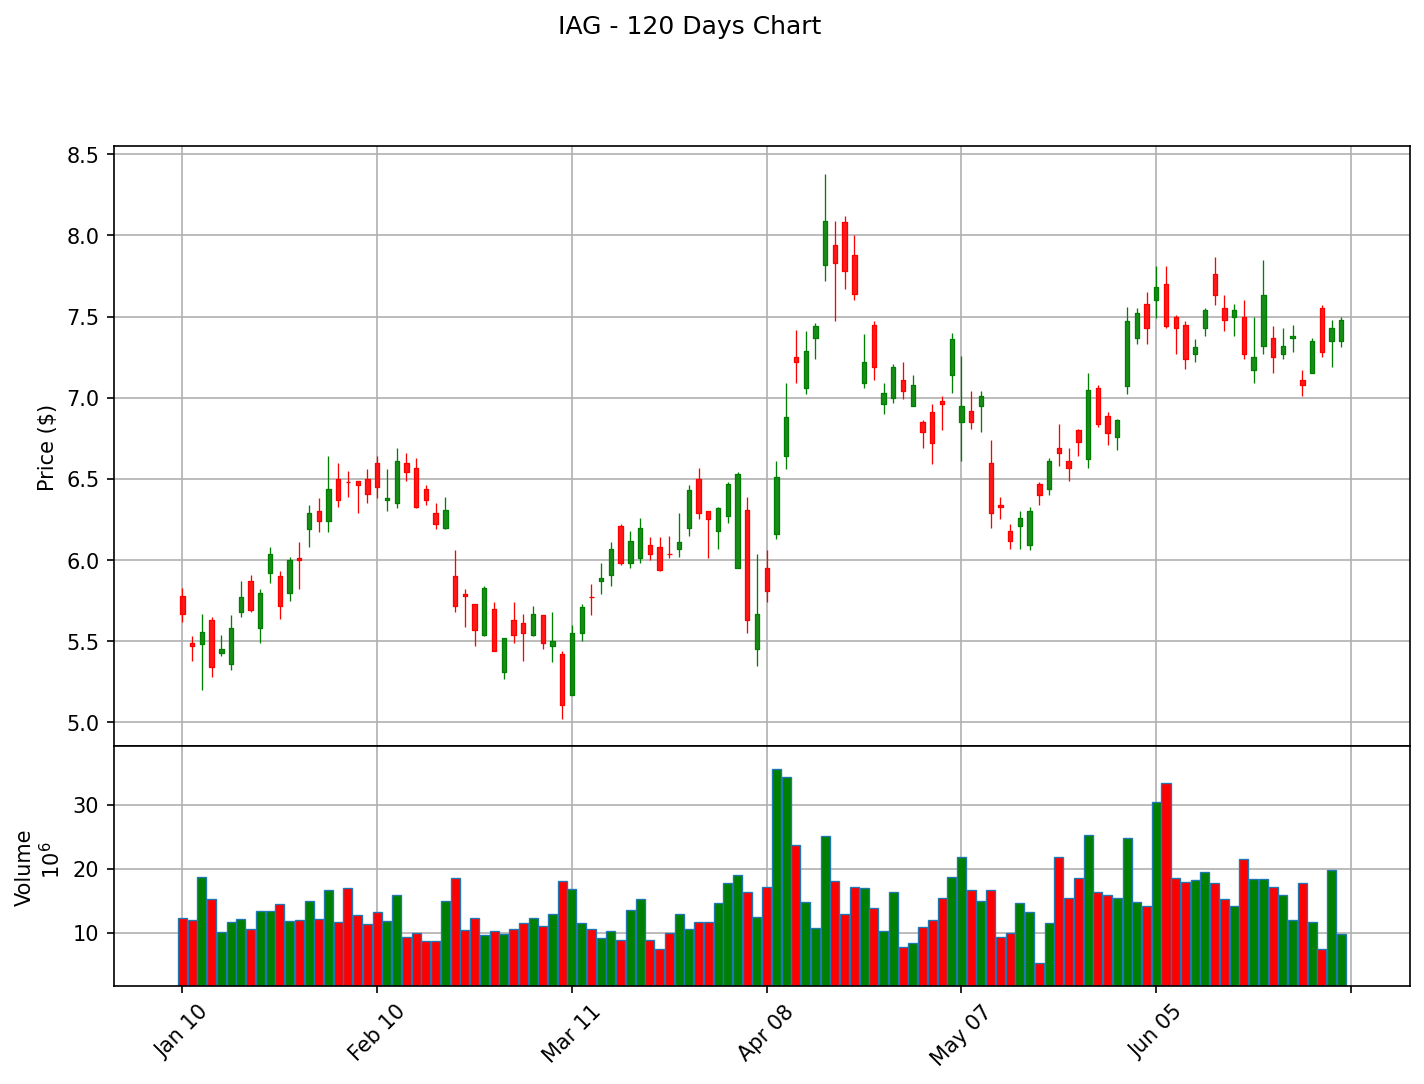 IAG - 120 Days Chart
8.5
8.0
7.5
7.0
6.5
6.0
5.5
5.0
Price ($)
30
20
10
Volume
10^6
Jan 10
Feb 10
Mar 11
Apr 08
May 07
Jun 05